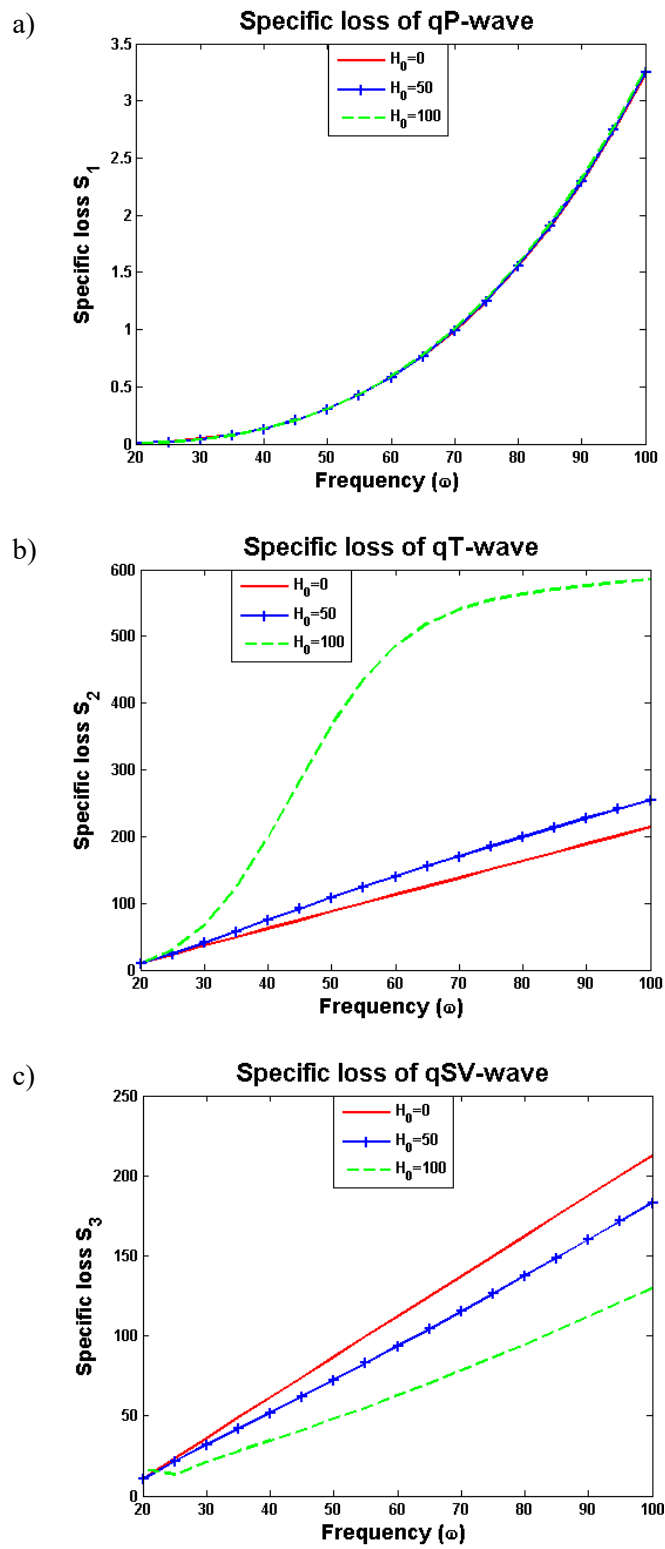 a)
Specific loss of qP-wave
3.5
3
2.5
2
1.5
1
0.5
0
Specific loss S₁
H₀=0
H₀=50
H₀=100
20 30 40 50 60 70 80 90 100
Frequency (ω)
b)
Specific loss of qT-wave
600
500
400
300
200
100
0
Specific loss S₂
H₀=0
H₀=50
H₀=100
20 30 40 50 60 70 80 90 100
Frequency (ω)
c)
Specific loss of qSV-wave
250
200
150
100
50
0
Specific loss S₃
H₀=0
H₀=50
H₀=100
20 30 40 50 60 70 80 90 100
Frequency (ω)